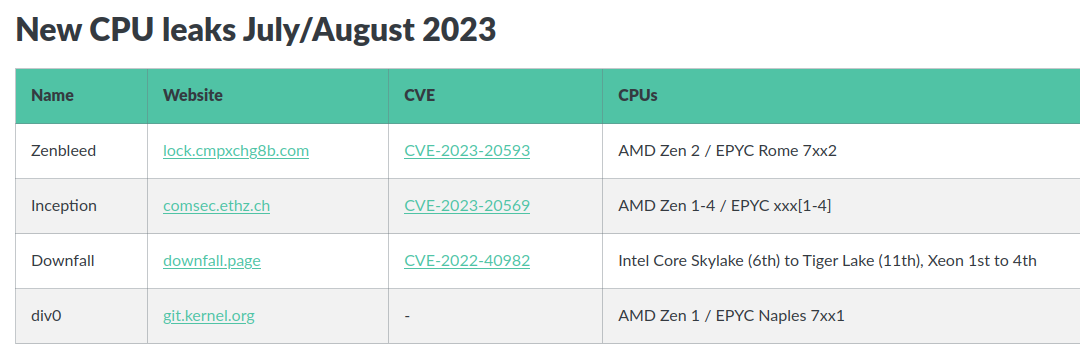 New CPU leaks July/August 2023
Name Website CVE CPUs
Zenbleed lock.cmpxchg8b.com CVE-2023-20593 AMD Zen 2 / EPYC Rome 7xx2
Inception comsec.ethz.ch CVE-2023-20569 AMD Zen 1-4 / EPYC xxx[1-4]
Downfall downfall.page CVE-2022-40982 Intel Core Skylake (6th) to Tiger Lake (11th), Xeon 1st to 4th
div0 git.kernel.org - AMD Zen 1 / EPYC Naples 7xx1